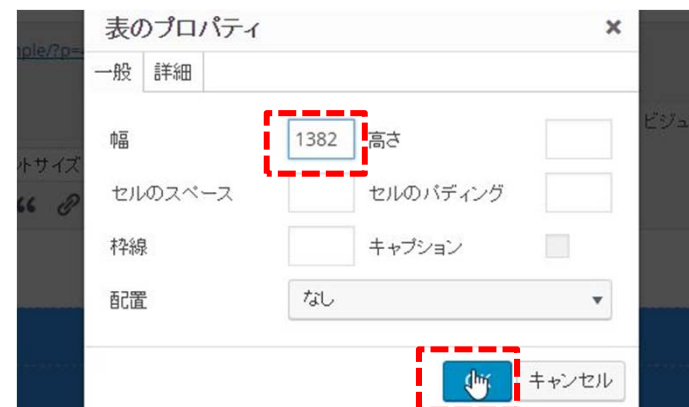 表のプロパティ ×
mple/?p=
一般 詳細
ビジュ
幅 1382 高さ
トサイズ
セルのスペース セルのパディング
枠線 キャプション
配置 なし
キャンセル